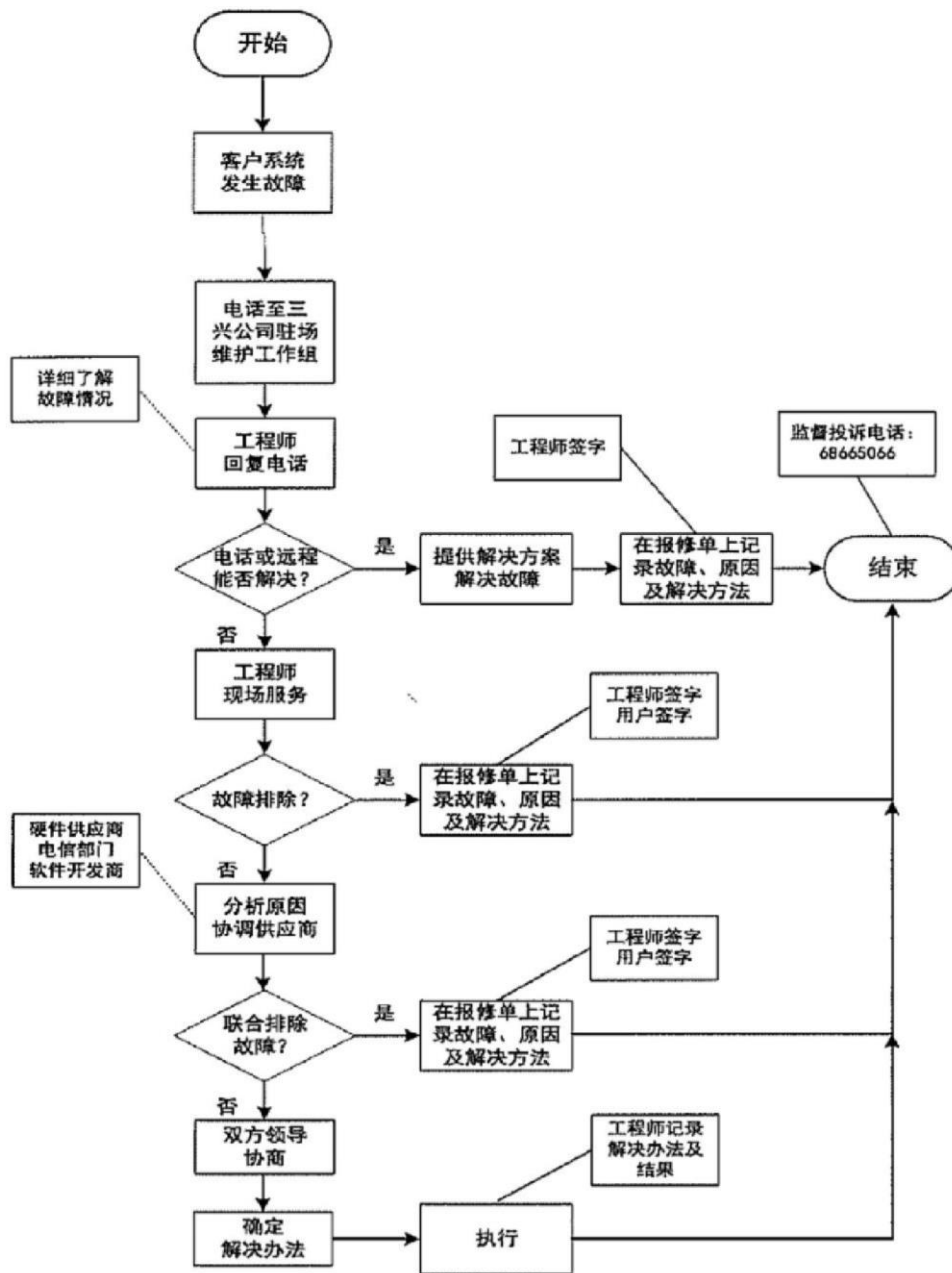 开始
客户系统
发生故障
电话至三
兴公司驻场
维护工作组
详细了解
故障情况
工程师
回复电话
工程师签字
监督投诉电话：
68665066
电话或远程
能否解决？
是
提供解决方案
解决故障
在报修单上记
录故障、原因
及解决方法
结束
否
工程师
现场服务
工程师签字
用户签字
故障排除？
是
在报修单上记
录故障、原因
及解决方法
硬件供应商
电信部门
软件开发商
否
分析原因
协调供应商
工程师签字
用户签字
联合排除
故障？
是
在报修单上记
录故障、原因
及解决方法
否
双方领导
协商
工程师记录
解决办法及
结果
确定
解决办法
执行